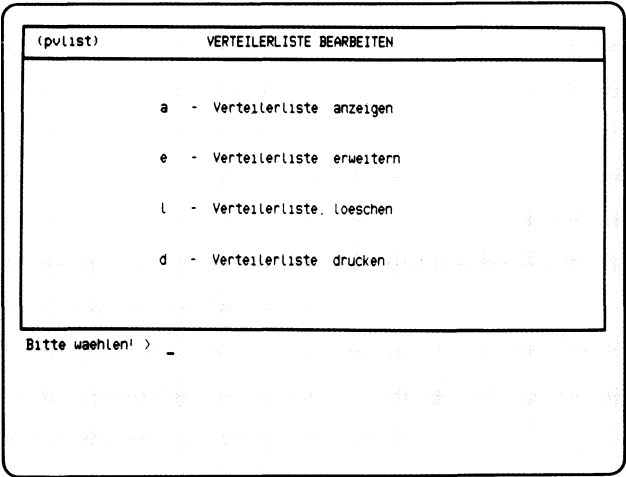 (pvlist) VERTEILERLISTE BEARBEITEN
a - Verteilerliste anzeigen
e - Verteilerliste erweitern
l - Verteilerliste. loeschen
d - Verteilerliste drucken
Bitte waehlen! > _